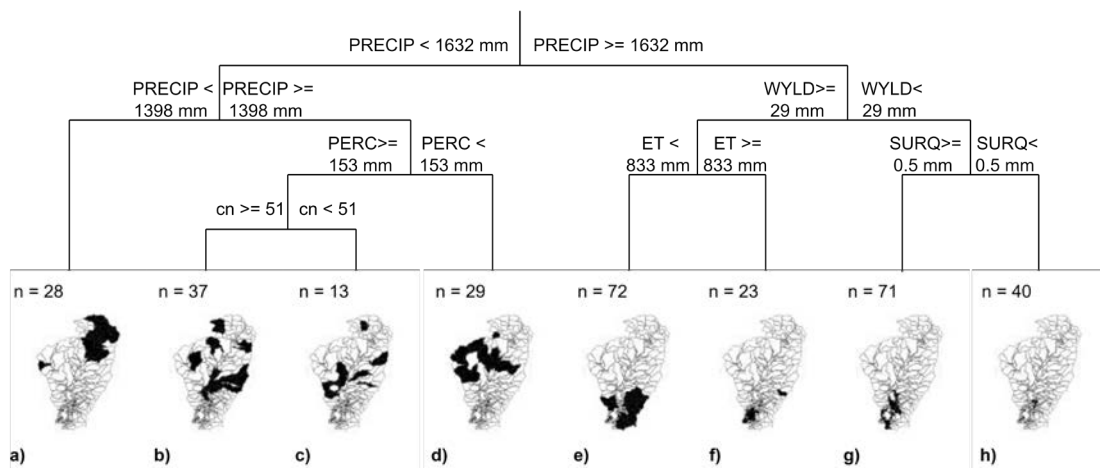 PRECIP < 1632 mm PRECIP >= 1632 mm
PRECIP < PRECIP >= WYLD>= WYLD<
1398 mm 1398 mm 29 mm 29 mm
PERC>= PERC < ET < ET >= SURQ>= SURQ<
153 mm 153 mm 833 mm 833 mm 0.5 mm 0.5 mm
cn >= 51 cn < 51
n = 28 n = 37 n = 13 n = 29 n = 72 n = 23 n = 71 n = 40
a) b) c) d) e) f) g) h)